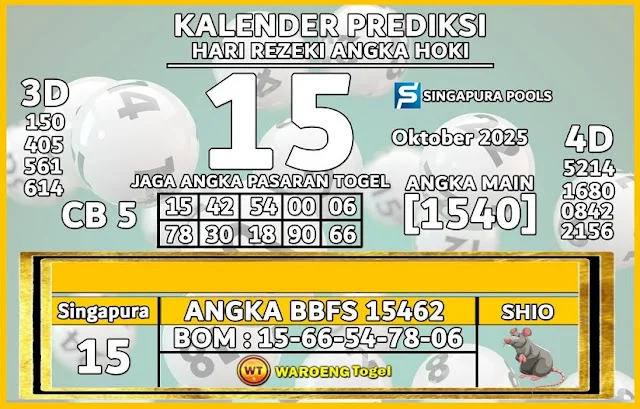 KALENDER PREDIKSI
HARI REZEKI ANGKA HOKI
15
3D
150
405
561
614
CB 5
JAGA ANGKA PASARAN TOGEL
15 42 54 00 06
78 30 18 90 66
SINGAPURA POOLS
Oktober 2025
ANGKA MAIN
[1540]
4D
5214
1680
0842
2156
Singapura
15
ANGKA BBFS 15462
BOM : 15-66-54-78-06
WT WAROENG Togel
SHIO